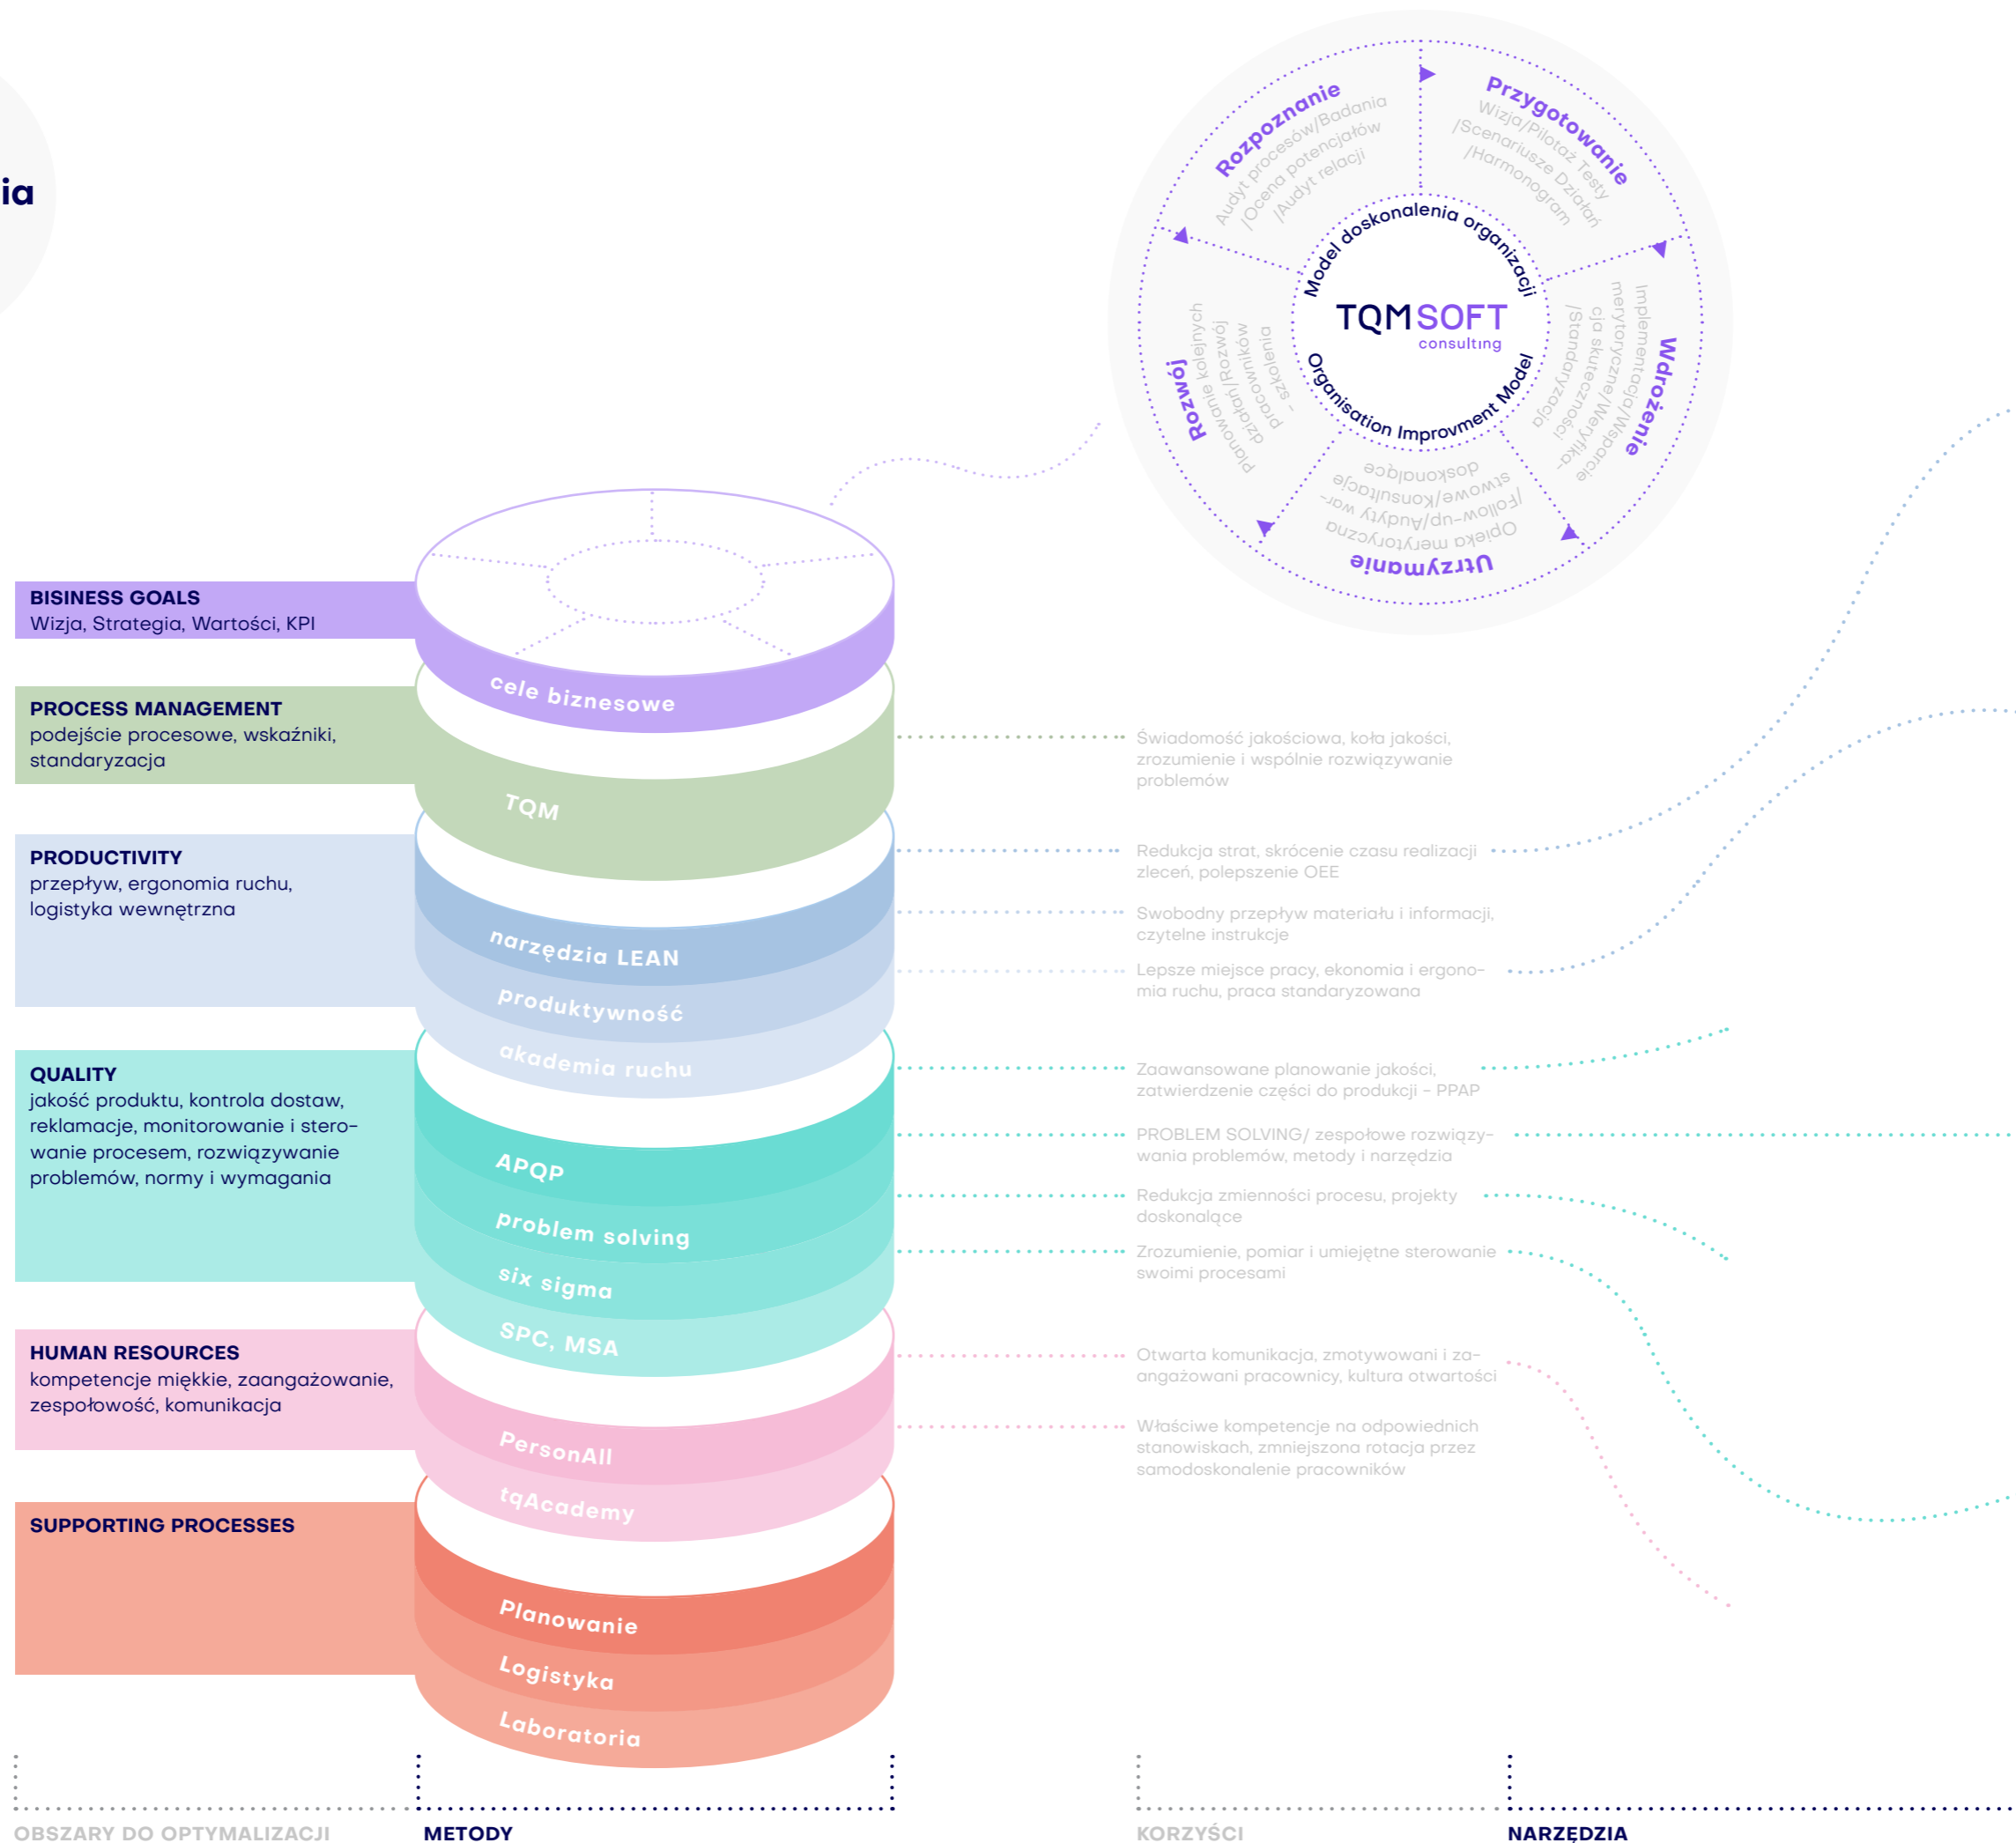 ia
Rozpoznanie
Audyt procesów/Badania
/Ocena potencjałów
/Audyt relacji
Przygotowanie
Wizja/Pilotaż Testy
/Scenariusze Działań
/Harmonogram
Wdrożenie
Implementacja/Wsparcie
merytoryczne/Weryfika-
cja skuteczności
/Standaryzacja
Utrzymanie
Opieka merytoryczna
/Follow-up/Audyty war-
stwowe/Konsultacje
doskonalące
Rozwój
Planowanie kolejnych
działań/Rozwój
pracowników
- szkolenia
Model doskonalenia organizacji
TQMSOFT
consulting
Organisation Improvment Model
BISINESS GOALS
Wizja, Strategia, Wartości, KPI
cele biznesowe
PROCESS MANAGEMENT
podejście procesowe, wskaźniki,
standaryzacja
TQM
Świadomość jakościowa, koła jakości,
zrozumienie i wspólnie rozwiązywanie
problemów
PRODUCTIVITY
przepływ, ergonomia ruchu,
logistyka wewnętrzna
narzędzia LEAN
produktywność
akademia ruchu
Redukcja strat, skrócenie czasu realizacji
zleceń, polepszenie OEE
Swobodny przepływ materiału i informacji,
czytelne instrukcje
Lepsze miejsce pracy, ekonomia i ergono-
mia ruchu, praca standaryzowana
QUALITY
jakość produktu, kontrola dostaw,
reklamacje, monitorowanie i stero-
wanie procesem, rozwiązywanie
problemów, normy i wymagania
APQP
problem solving
six sigma
SPC, MSA
Zaawansowane planowanie jakości,
zatwierdzenie części do produkcji - PPAP
PROBLEM SOLVING/ zespołowe rozwiązy-
wania problemów, metody i narzędzia
Redukcja zmienności procesu, projekty
doskonalące
Zrozumienie, pomiar i umiejętne sterowanie
swoimi procesami
HUMAN RESOURCES
kompetencje miękkie, zaangażowanie,
zespołowość, komunikacja
PersonAll
tqAcademy
Otwarta komunikacja, zmotywowani i za-
angażowani pracownicy, kultura otwartości
Właściwe kompetencje na odpowiednich
stanowiskach, zmniejszona rotacja przez
samodoskonalenie pracowników
SUPPORTING PROCESSES
Planowanie
Logistyka
Laboratoria
OBSZARY DO OPTYMALIZACJI
METODY
KORZYŚCI
NARZĘDZIA